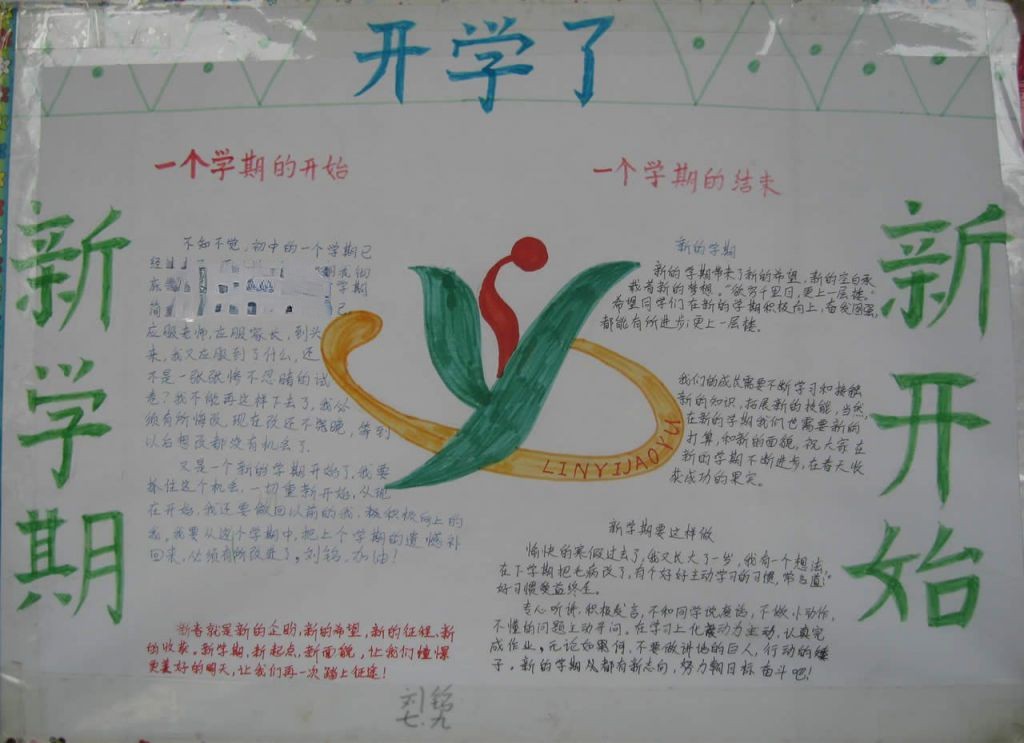 开学了
新学期
新开始
一个学期的开始
不知不觉，初中的一个学期已
经
我们
学期
简
已
应服老师，应服家长，到头
来，我又应服到了什么，还
不是一张张惨不忍睹的试
卷？我不能再这样下去了，我必
须有所悔改，现在改还不算晚，等到
以后想改都没有机会了.
又是一个新的学期开始了，我要
抓住这个机会，一切重新开始，从现
在开始，我还要做回以前的我，极积极向上的
我，我要从这个学期中，把上个学期的遗憾补
回来，必须有所改进了，刘铭，加油！
新春就是新的企盼，新的希望，新的征程，新
的收获。新学期，新起点，新面貌，让我们憧憬
更美好的明天，让我们再一次踏上征途！
LINYIJIAOYU
一个学期的结束
新的学期
新的学期带来了新的希望，新的空白承
载着新的梦想，“欲穷千里目，更上一层楼。”
希望同学们在新的学期积极向上，奋发图强，
都能有所进步，更上一层楼。
我们的成长需要不断学习和接触
新的知识，拓展新的技能，当然，
在新的学期我们也需要新的
打算，和新的面貌，祝大家在
新的学期不断进步，在春天收
获成功的果实。
新学期要这样做
愉快的寒假过去了，我又长大了一岁，我有一个想法，
在下学期把毛病改了，有个好好主动学习的习惯，常言道：“
好习惯受益终生。
专心听讲，积极发言，不和同学说废话，不做小动作，
不懂的问题主动开问。在学习上化被动为主动，认真完
成作业。无论如果何，不要做讲话的巨人，行动的矮
子。新的学期从都有新志向，努力朝目标奋斗吧！
刘铭
七.九